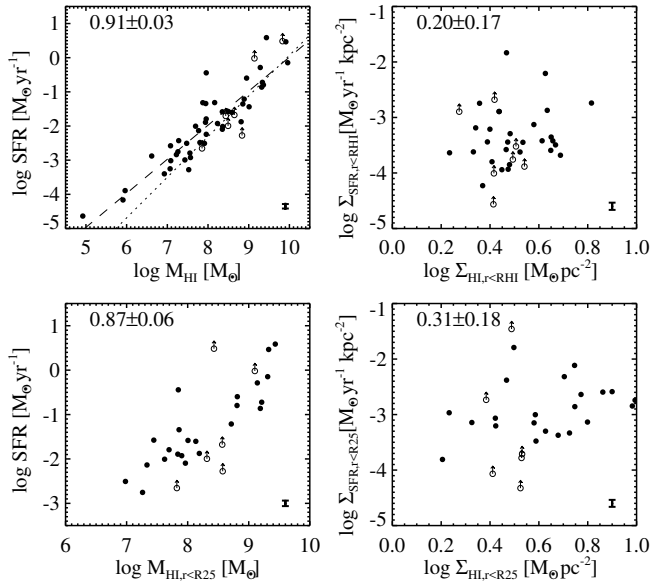 0.91±0.03
log SFR [M⊙ yr⁻¹]
1
0
-1
-2
-3
-4
-5
5 6 7 8 9 10
log M_HI [M⊙]
0.20±0.17
log Σ_SFR,r<RHI [M⊙ yr⁻¹ kpc⁻²]
-1
-2
-3
-4
-5
0.0 0.2 0.4 0.6 0.8 1.0
log Σ_HI,r<RHI [M⊙ pc⁻²]
0.87±0.06
log SFR [M⊙ yr⁻¹]
1
0
-1
-2
-3
6 7 8 9 10
log M_HI,r<R25 [M⊙]
0.31±0.18
log Σ_SFR,r<R25 [M⊙ yr⁻¹ kpc⁻²]
-1
-2
-3
-4
-5
0.0 0.2 0.4 0.6 0.8 1.0
log Σ_HI,r<R25 [M⊙ pc⁻²]